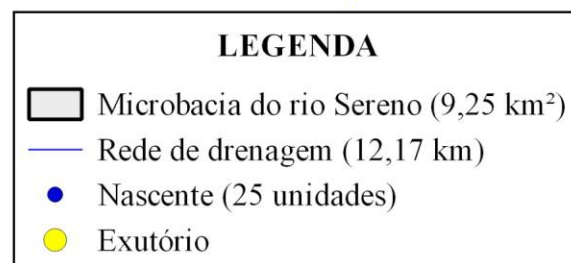 LEGENDA
Microbacia do rio Sereno (9,25 km²)
Rede de drenagem (12,17 km)
Nascente (25 unidades)
Exutório